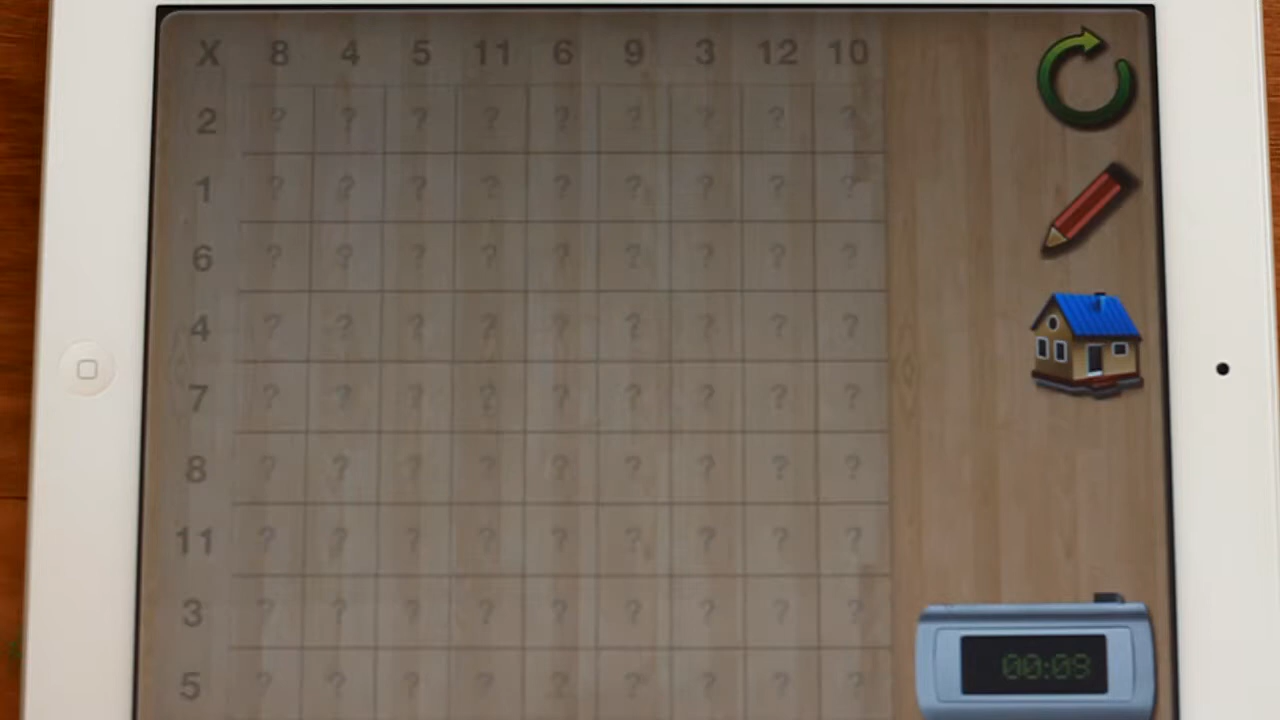 X 8 4 5 11 6 9 3 12 10
2 ? ? ? ? ? ? ? ? ?
1 ? ? ? ? ? ? ? ? ?
6 ? ? ? ? ? ? ? ? ?
4 ? ? ? ? ? ? ? ? ?
7 ? ? ? ? ? ? ? ? ?
8 ? ? ? ? ? ? ? ? ?
11 ? ? ? ? ? ? ? ? ?
3 ? ? ? ? ? ? ? ? ?
5 ? ? ? ? ? ? ? ? ?
00:09